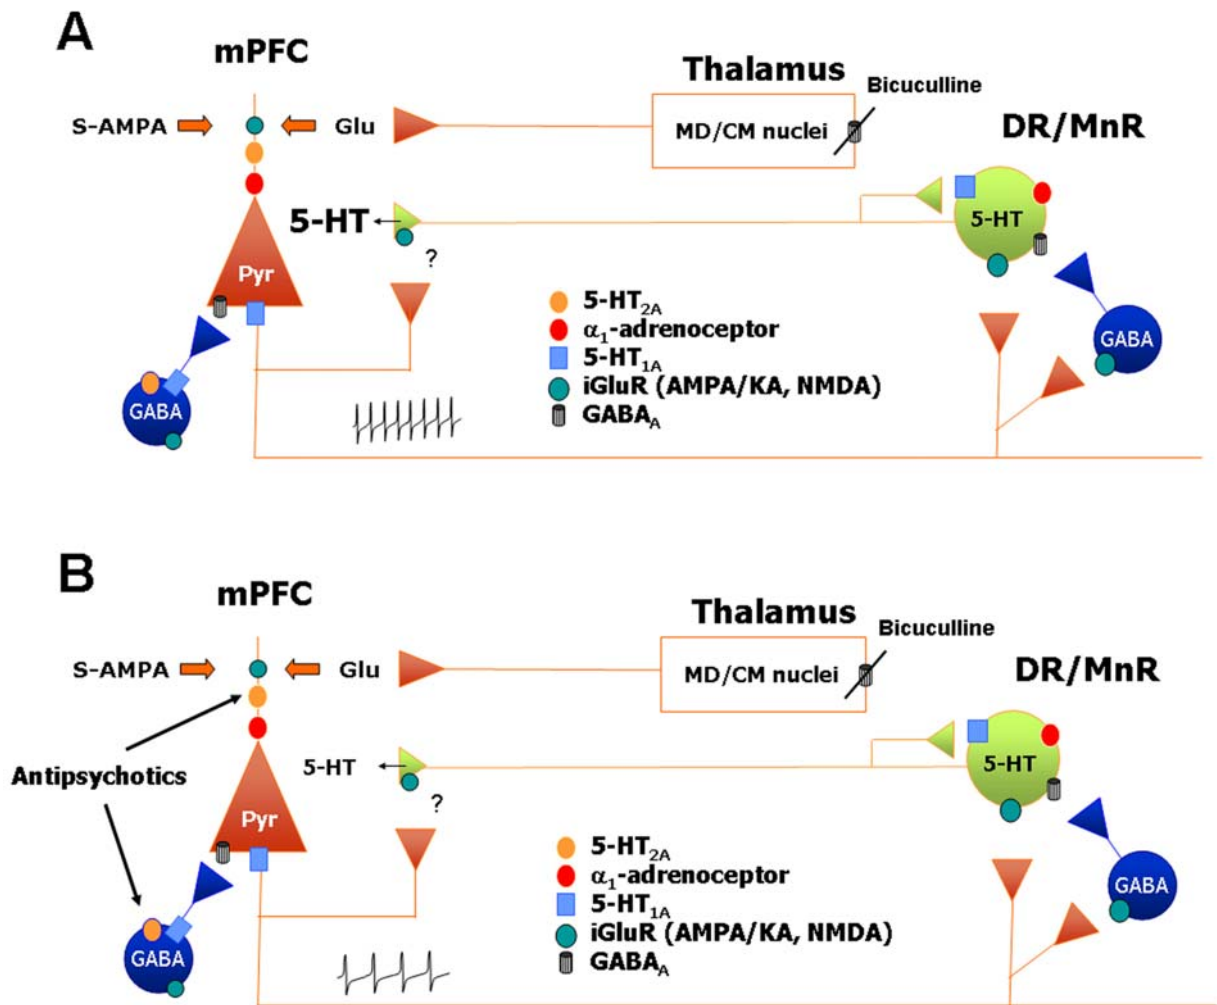 A
mPFC
Thalamus
Bicuculline
S-AMPA
Glu
MD/CM nuclei
DR/MnR
5-HT
5-HT
?
Pyr
5-HT2A
α1-adrenoceptor
5-HT1A
iGluR (AMPA/KA, NMDA)
GABAA
GABA
GABA
B
mPFC
Thalamus
Bicuculline
S-AMPA
Glu
MD/CM nuclei
DR/MnR
Antipsychotics
5-HT
5-HT
?
Pyr
5-HT2A
α1-adrenoceptor
5-HT1A
iGluR (AMPA/KA, NMDA)
GABAA
GABA
GABA